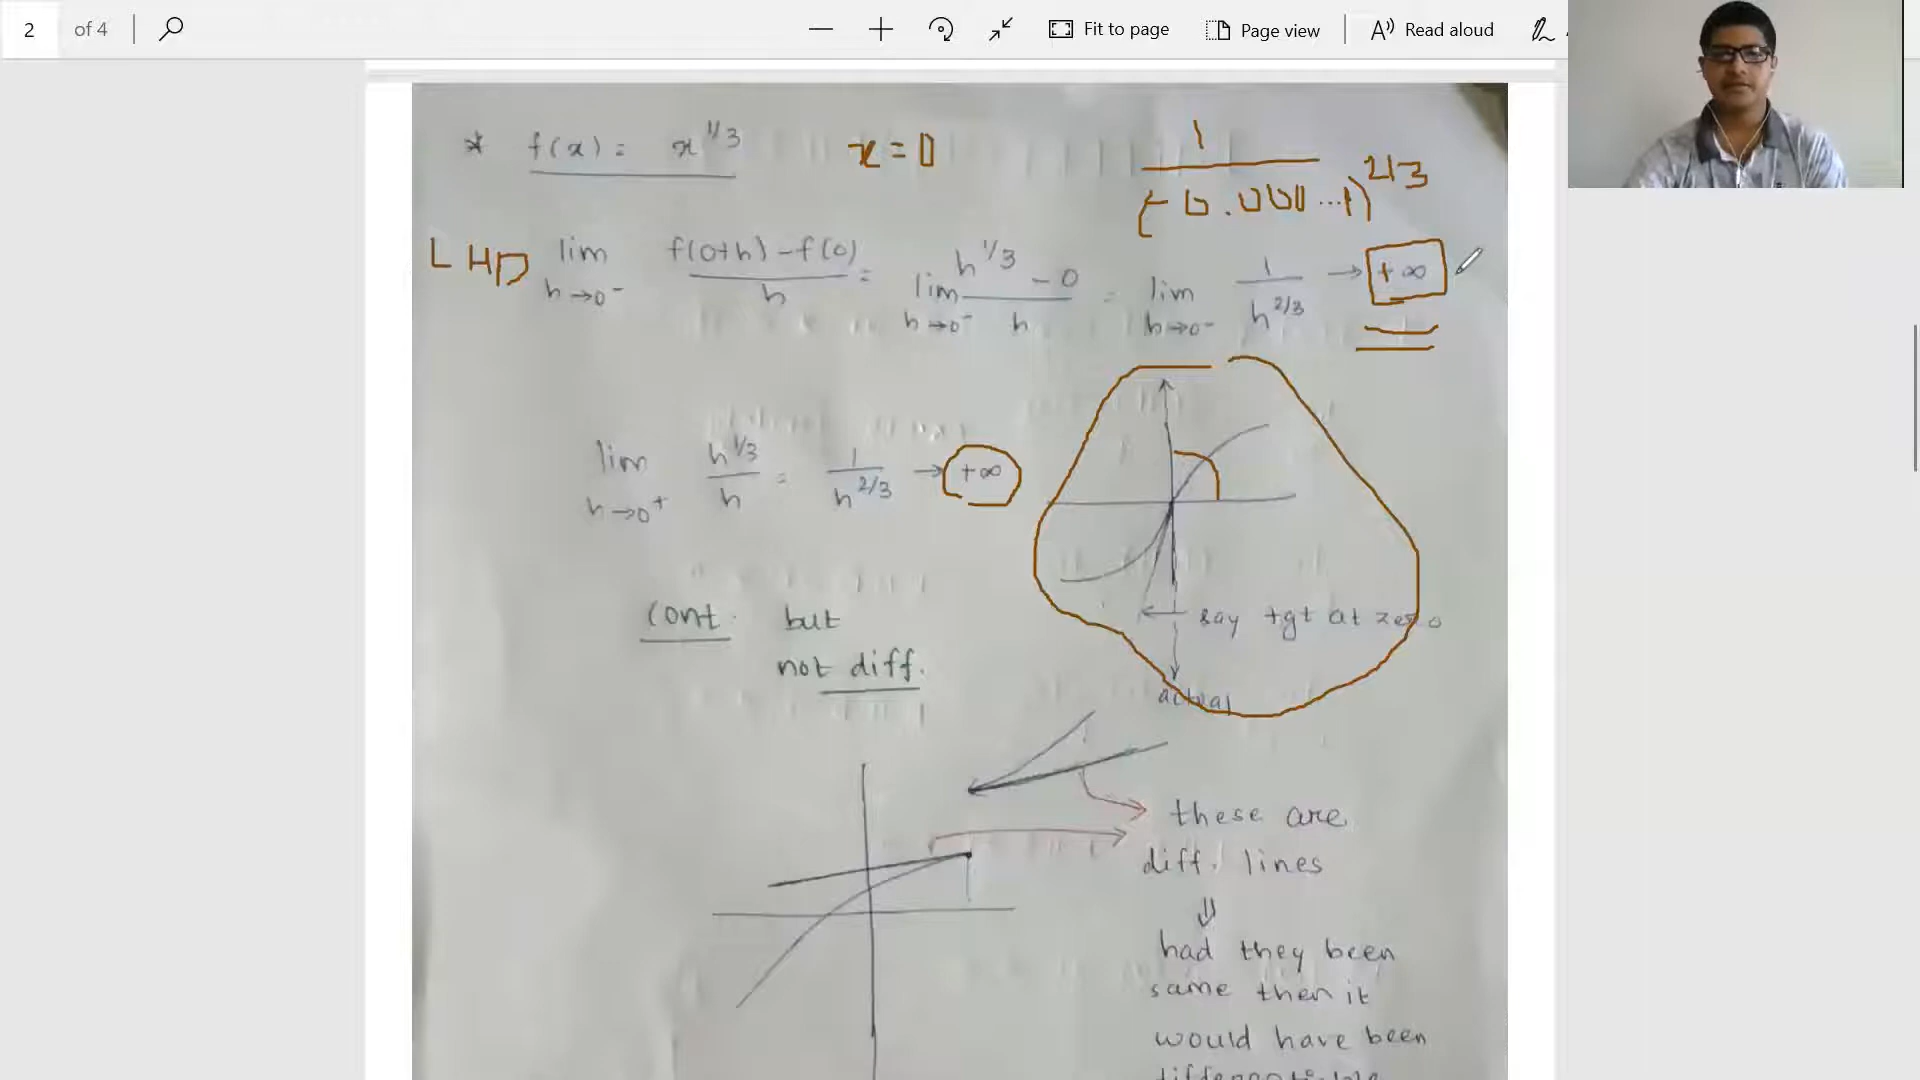 2 of 4 Fit to page Page view Read aloud
* f(x) = x^1/3 x = 0 1/(-0.000...1)^2/3
LHD lim h→0⁻ f(0+h) - f(0)/h = lim h→0⁻ h^1/3 - 0/h = lim h→0⁻ 1/h^2/3 → +∞
lim h→0⁺ h^1/3/h = 1/h^2/3 → +∞
cont. but
not diff.
say tgt at zero
actual
these are
diff. lines
⇓
had they been
same then it
would have been